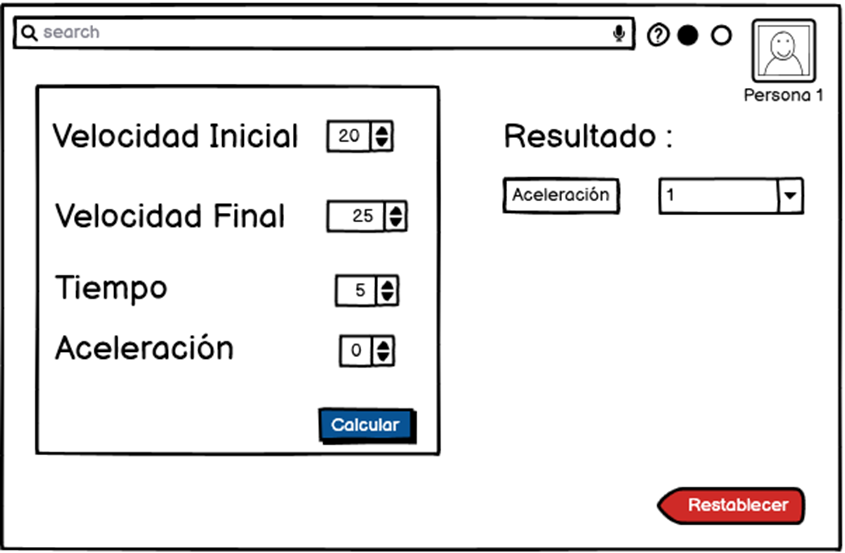 search
?
Persona 1
Velocidad Inicial 20
Velocidad Final 25
Tiempo 5
Aceleración 0
Calcular
Resultado :
Aceleración 1
Restablecer